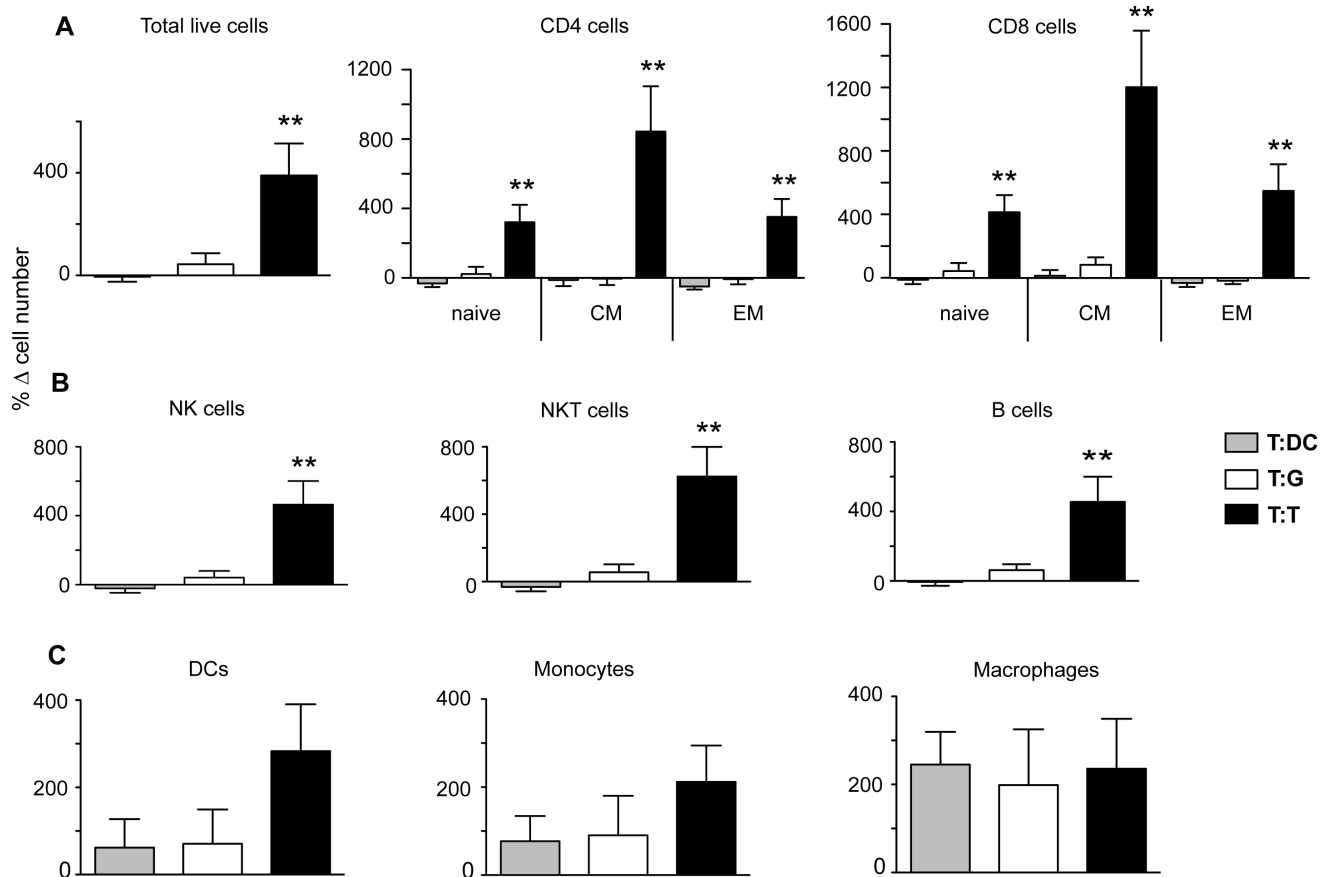 A
Total live cells
CD4 cells
CD8 cells
400
0
**
1200
800
400
0
**
**
**
naive
CM
EM
1600
1200
800
400
0
**
**
**
naive
CM
EM
% Δ cell number
B
NK cells
NKT cells
B cells
800
400
0
**
800
400
0
**
800
400
0
**
T:DC
T:G
T:T
C
DCs
Monocytes
Macrophages
400
200
0
400
200
0
400
200
0